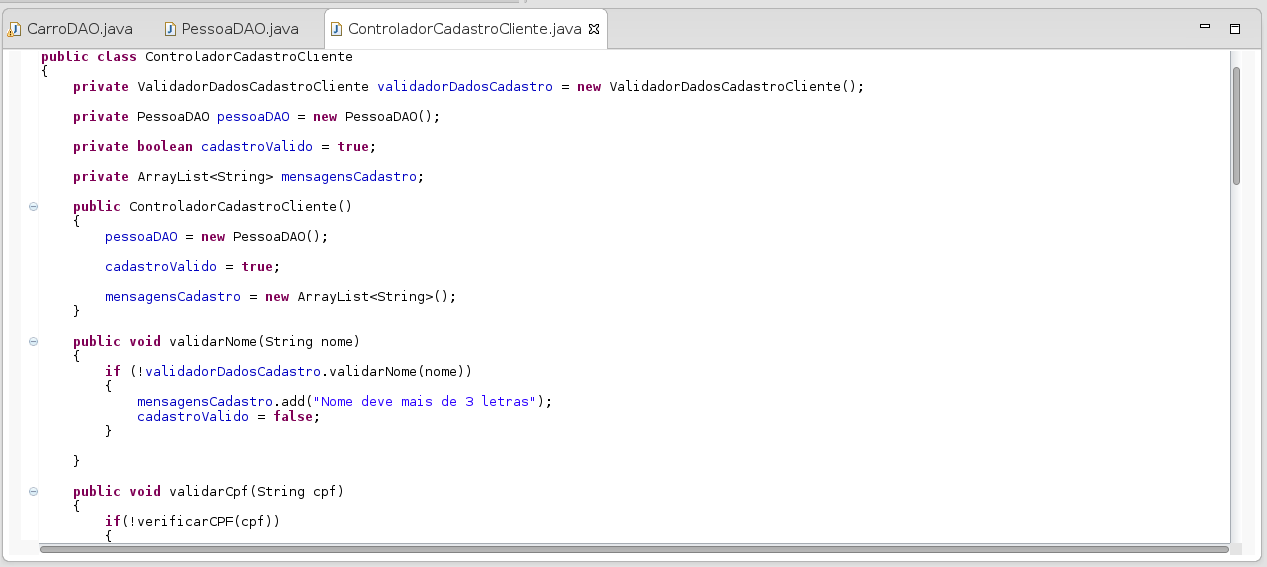 CarroDAO.java PessoaDAO.java ControladorCadastroCliente.java
public class ControladorCadastroCliente
{
private ValidadorDadosCadastroCliente validadorDadosCadastro = new ValidadorDadosCadastroCliente();
private PessoaDAO pessoaDAO = new PessoaDAO();
private boolean cadastroValido = true;
private ArrayList<String> mensagensCadastro;
public ControladorCadastroCliente()
{
pessoaDAO = new PessoaDAO();
cadastroValido = true;
mensagensCadastro = new ArrayList<String>();
}
public void validarNome(String nome)
{
if (!validadorDadosCadastro.validarNome(nome))
{
mensagensCadastro.add("Nome deve mais de 3 letras");
cadastroValido = false;
}
}
public void validarCpf(String cpf)
{
if(!verificarCPF(cpf))
{